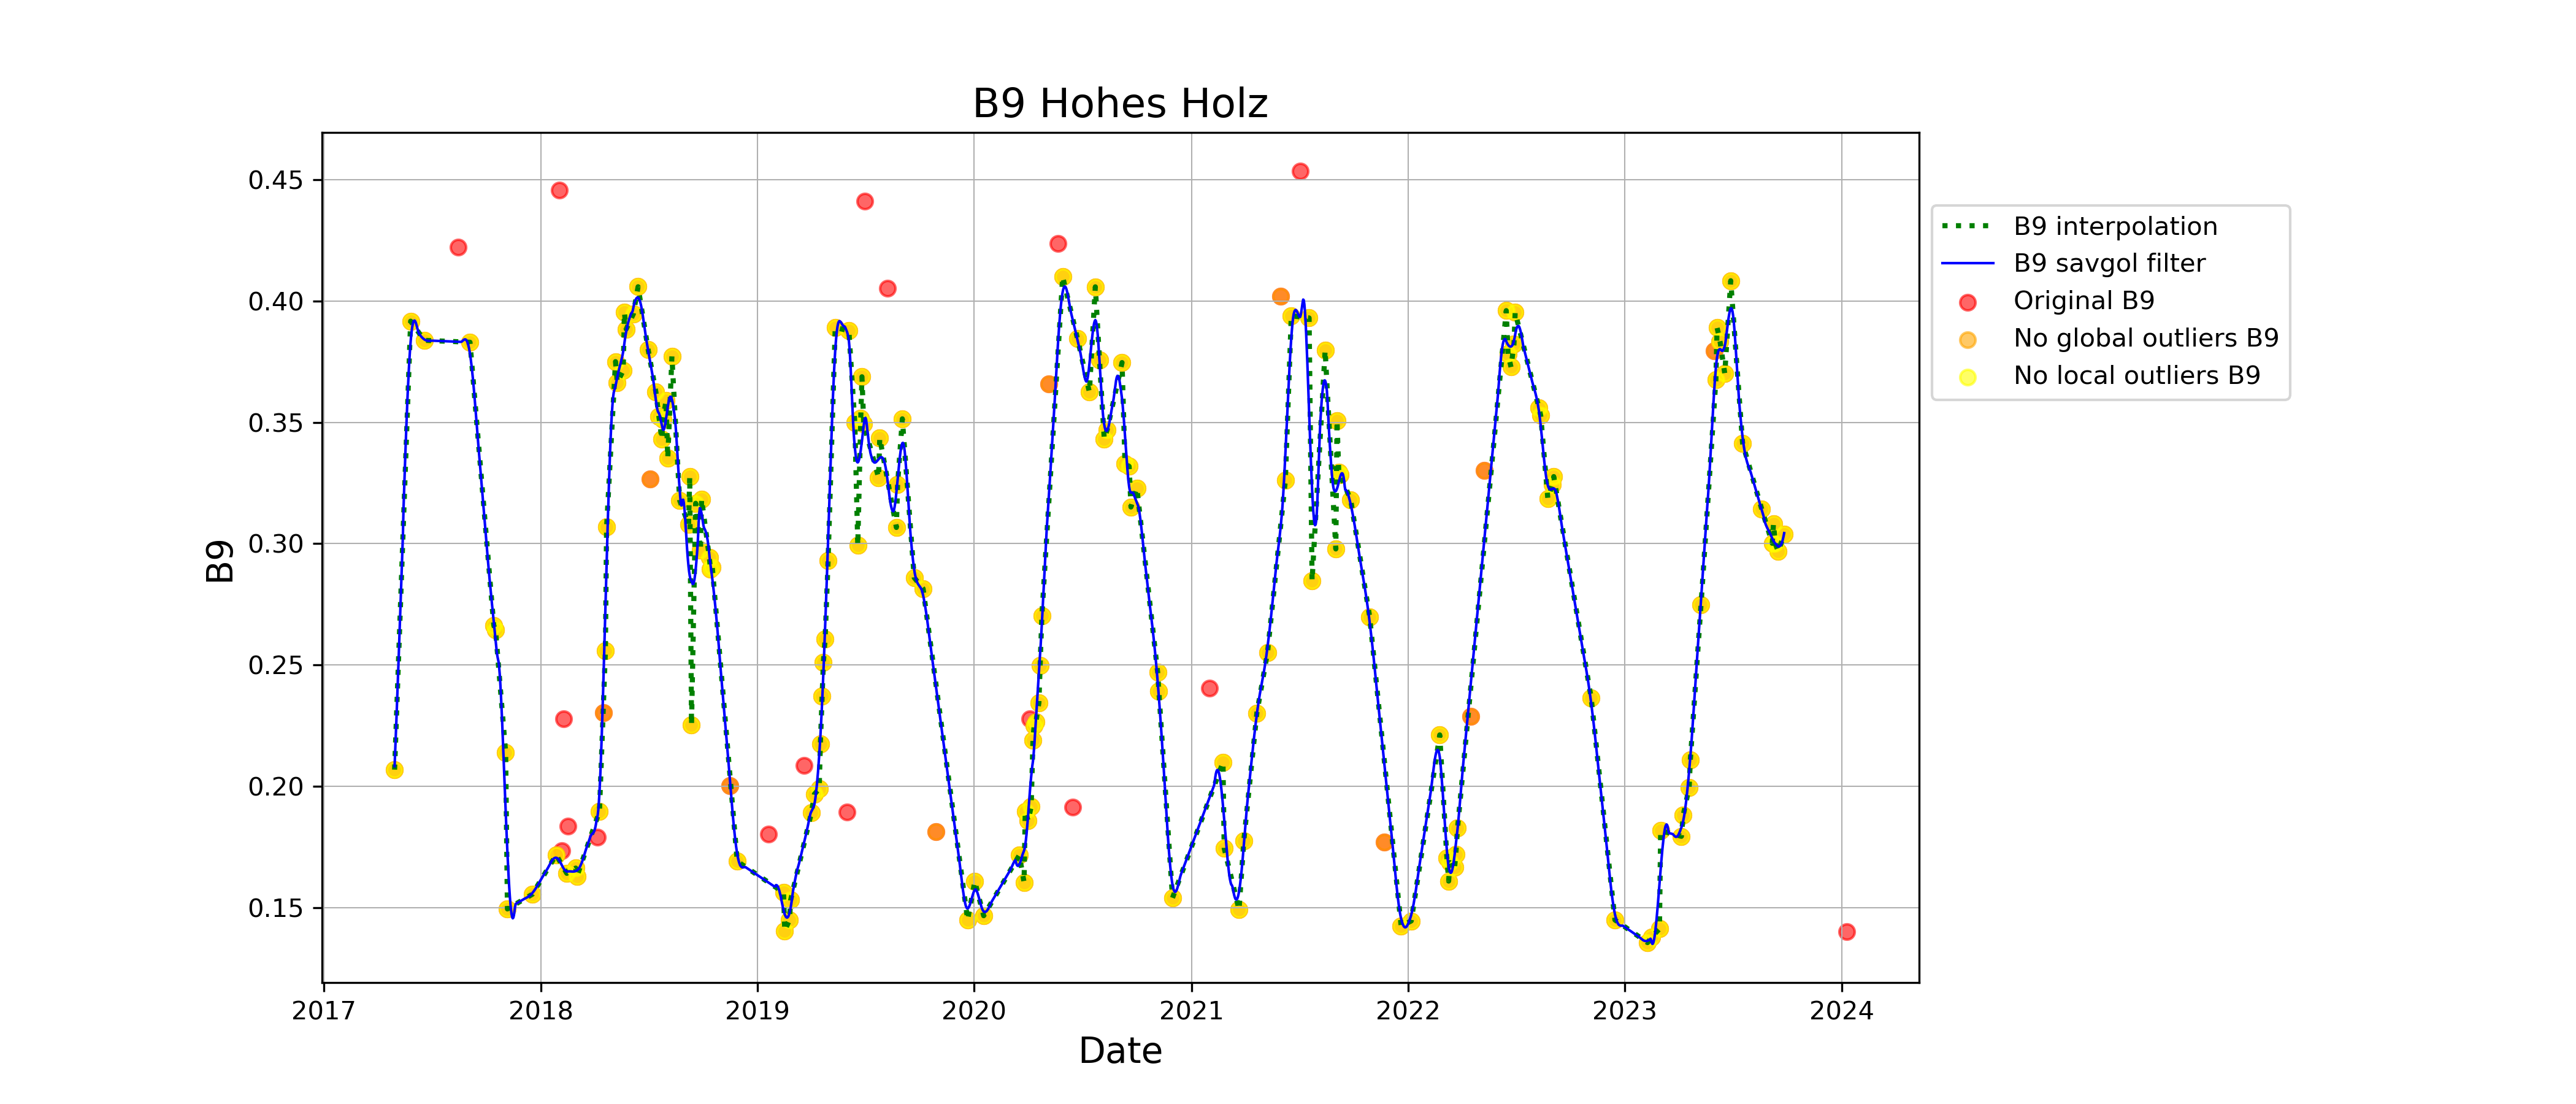 B9 Hohes Holz
0.45
0.40
0.35
0.30
0.25
0.20
0.15
B9
2017 2018 2019 2020 2021 2022 2023 2024
Date
B9 interpolation
B9 savgol filter
Original B9
No global outliers B9
No local outliers B9